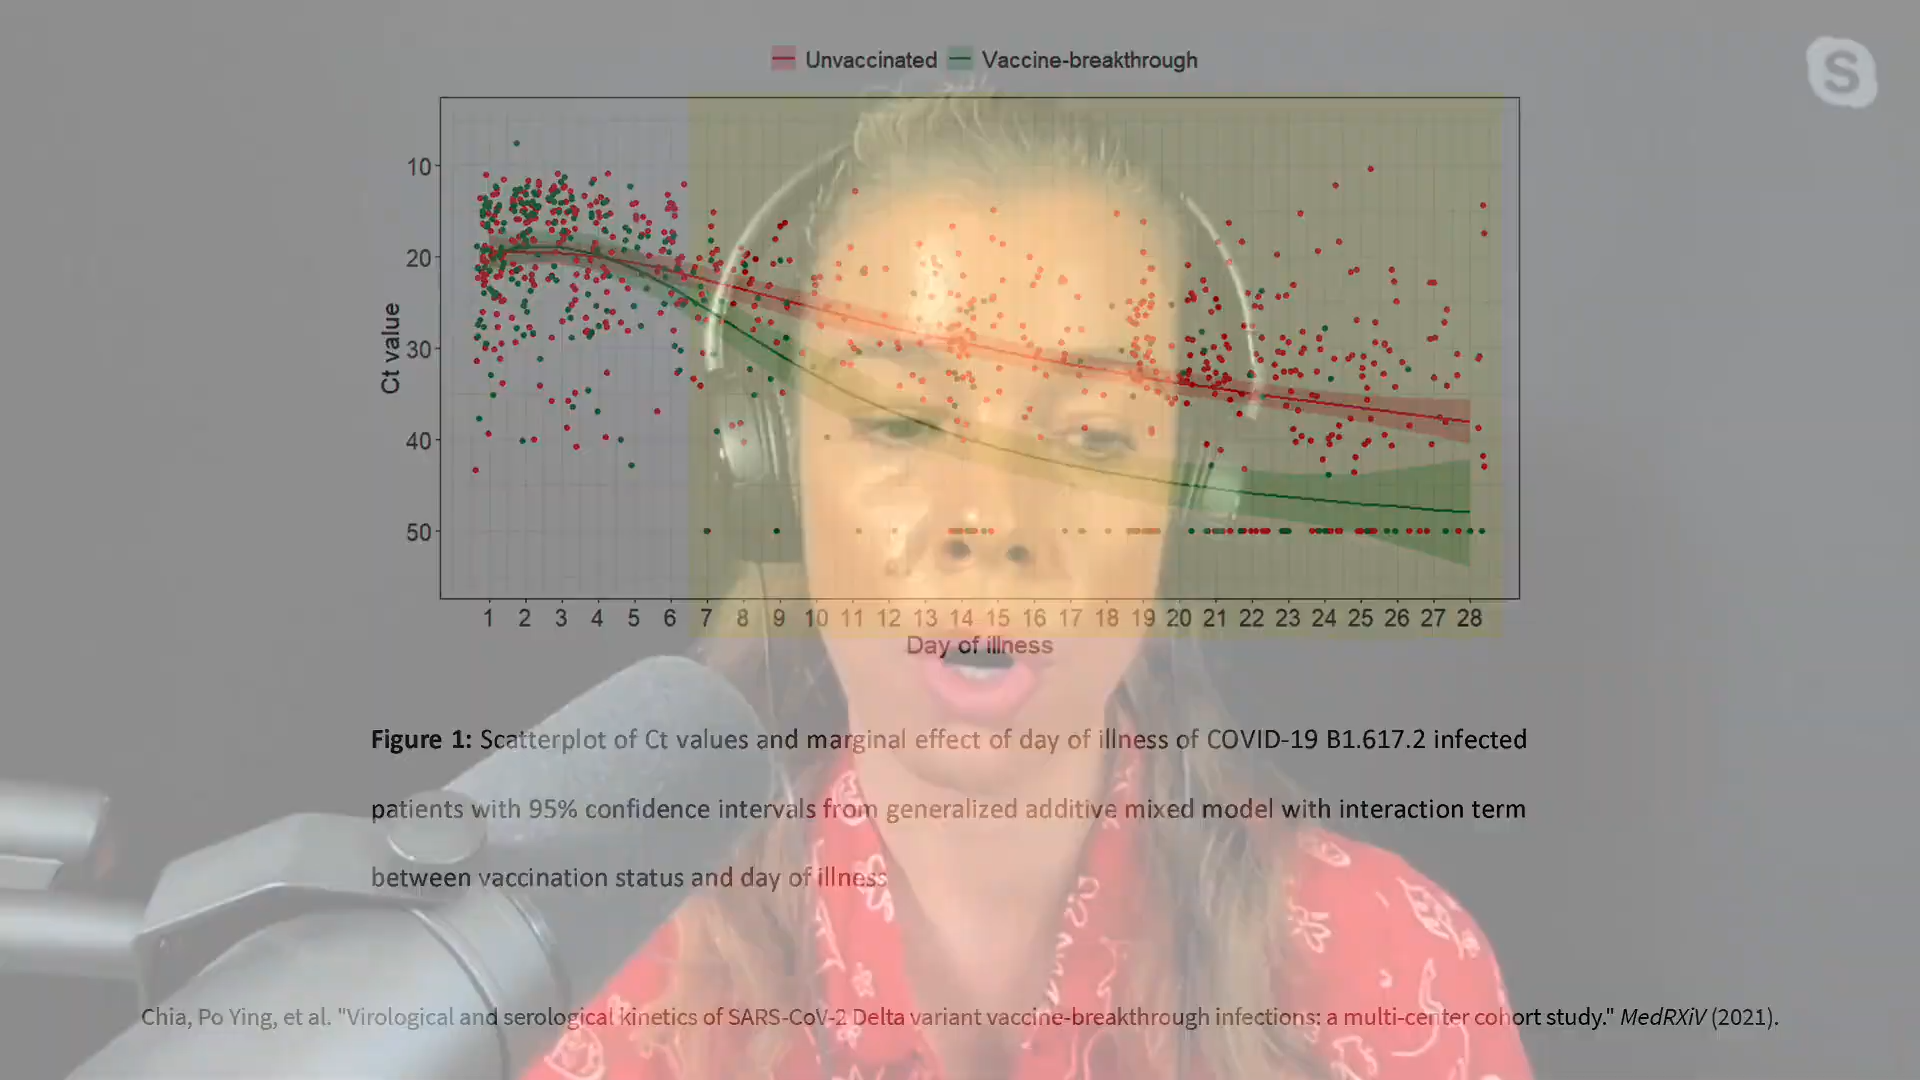 Unvaccinated Vaccine-breakthrough
10
20
30
40
50
Ct value
1 2 3 4 5 6 7 8 9 10 11 12 13 14 15 16 17 18 19 20 21 22 23 24 25 26 27 28
Day of illness
Figure 1: Scatterplot of Ct values and marginal effect of day of illness of COVID-19 B1.617.2 infected
patients with 95% confidence intervals from generalized additive mixed model with interaction term
between vaccination status and day of illness
Chia, Po Ying, et al. "Virological and serological kinetics of SARS-CoV-2 Delta variant vaccine-breakthrough infections: a multi-center cohort study." MedRXiV (2021).
S